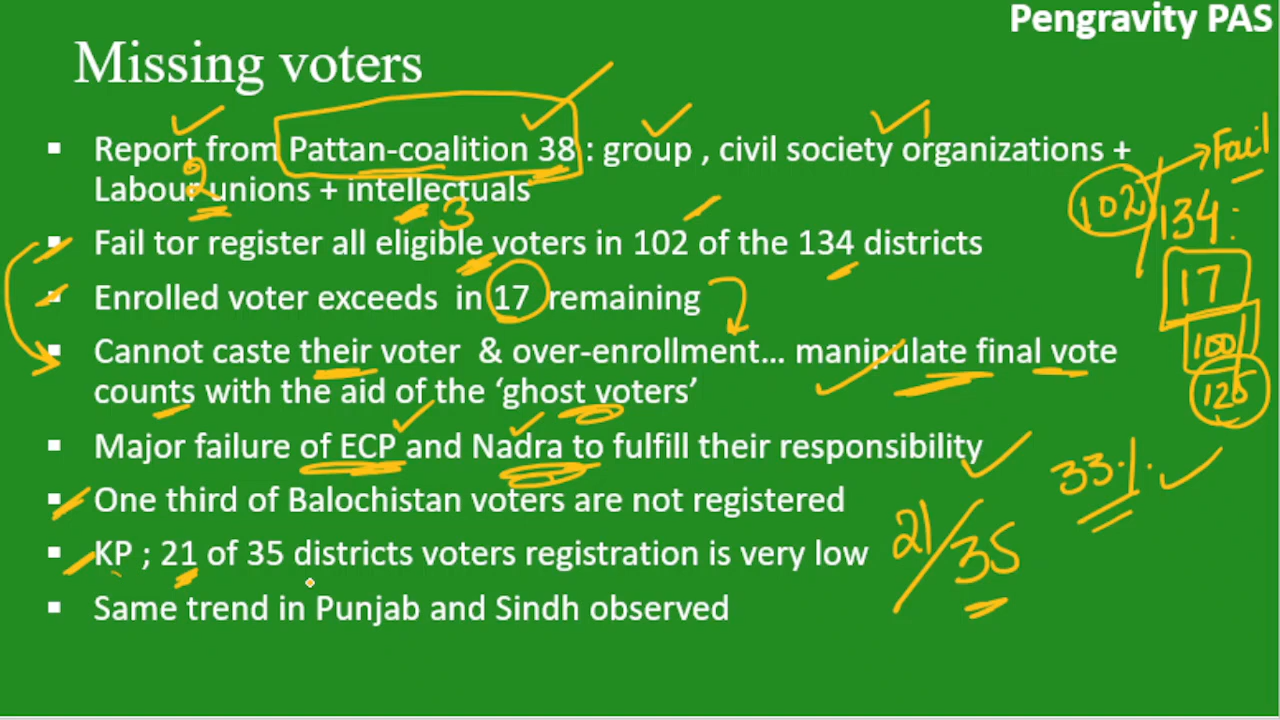 Pengravity PAS
Missing voters
Report from Pattan-coalition 38 : group , civil society organizations +
Labour unions + intellectuals
Fail tor register all eligible voters in 102 of the 134 districts
Enrolled voter exceeds in 17 remaining
Cannot caste their voter & over-enrollment... manipulate final vote
counts with the aid of the ‘ghost voters’
Major failure of ECP and Nadra to fulfill their responsibility
One third of Balochistan voters are not registered
KP ; 21 of 35 districts voters registration is very low
Same trend in Punjab and Sindh observed
2
3
Fail
102/134:
17
100
125
33%.
21/35